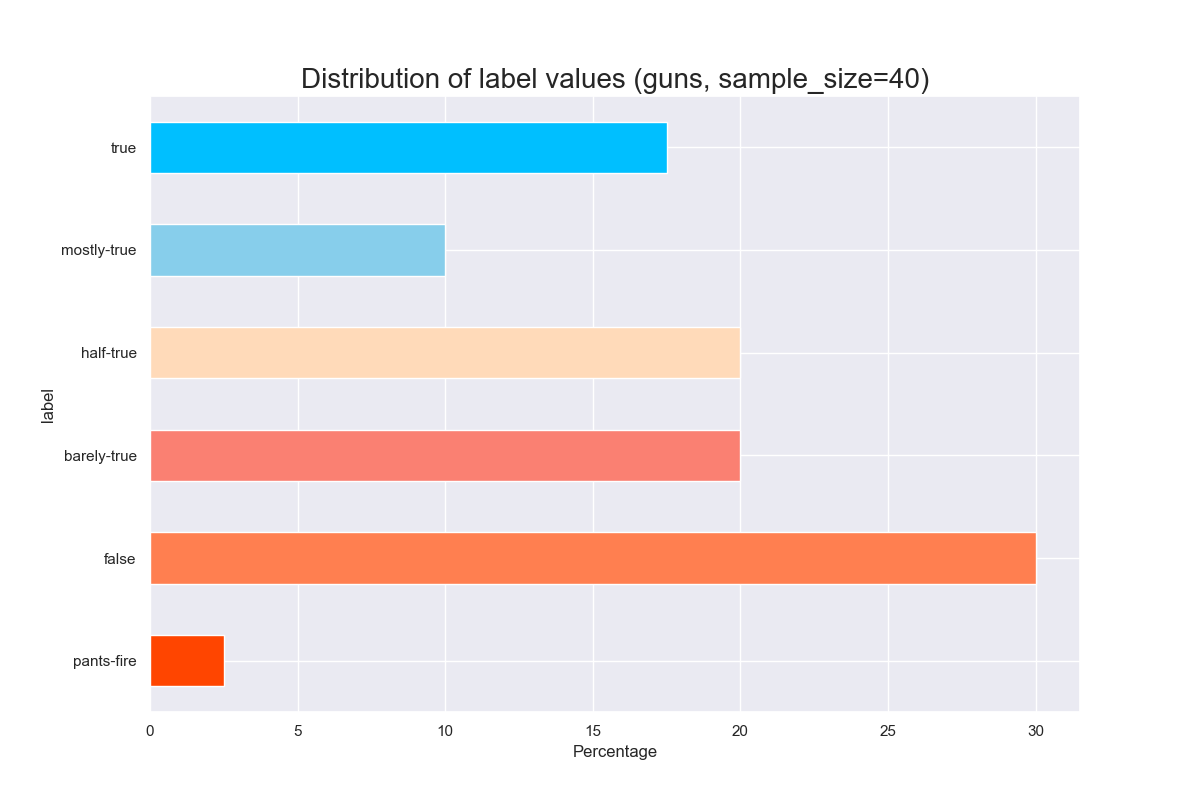 Distribution of label values (guns, sample_size=40)
true
mostly-true
half-true
barely-true
false
pants-fire
label
0 5 10 15 20 25 30
Percentage